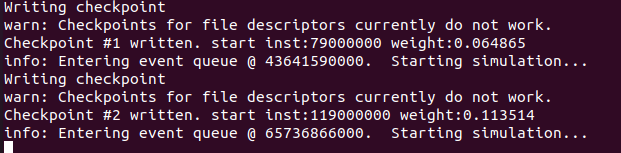 Writing checkpoint
warn: Checkpoints for file descriptors currently do not work.
Checkpoint #1 written. start inst:79000000 weight:0.064865
info: Entering event queue @ 43641590000.  Starting simulation...
Writing checkpoint
warn: Checkpoints for file descriptors currently do not work.
Checkpoint #2 written. start inst:119000000 weight:0.113514
info: Entering event queue @ 65736866000.  Starting simulation...